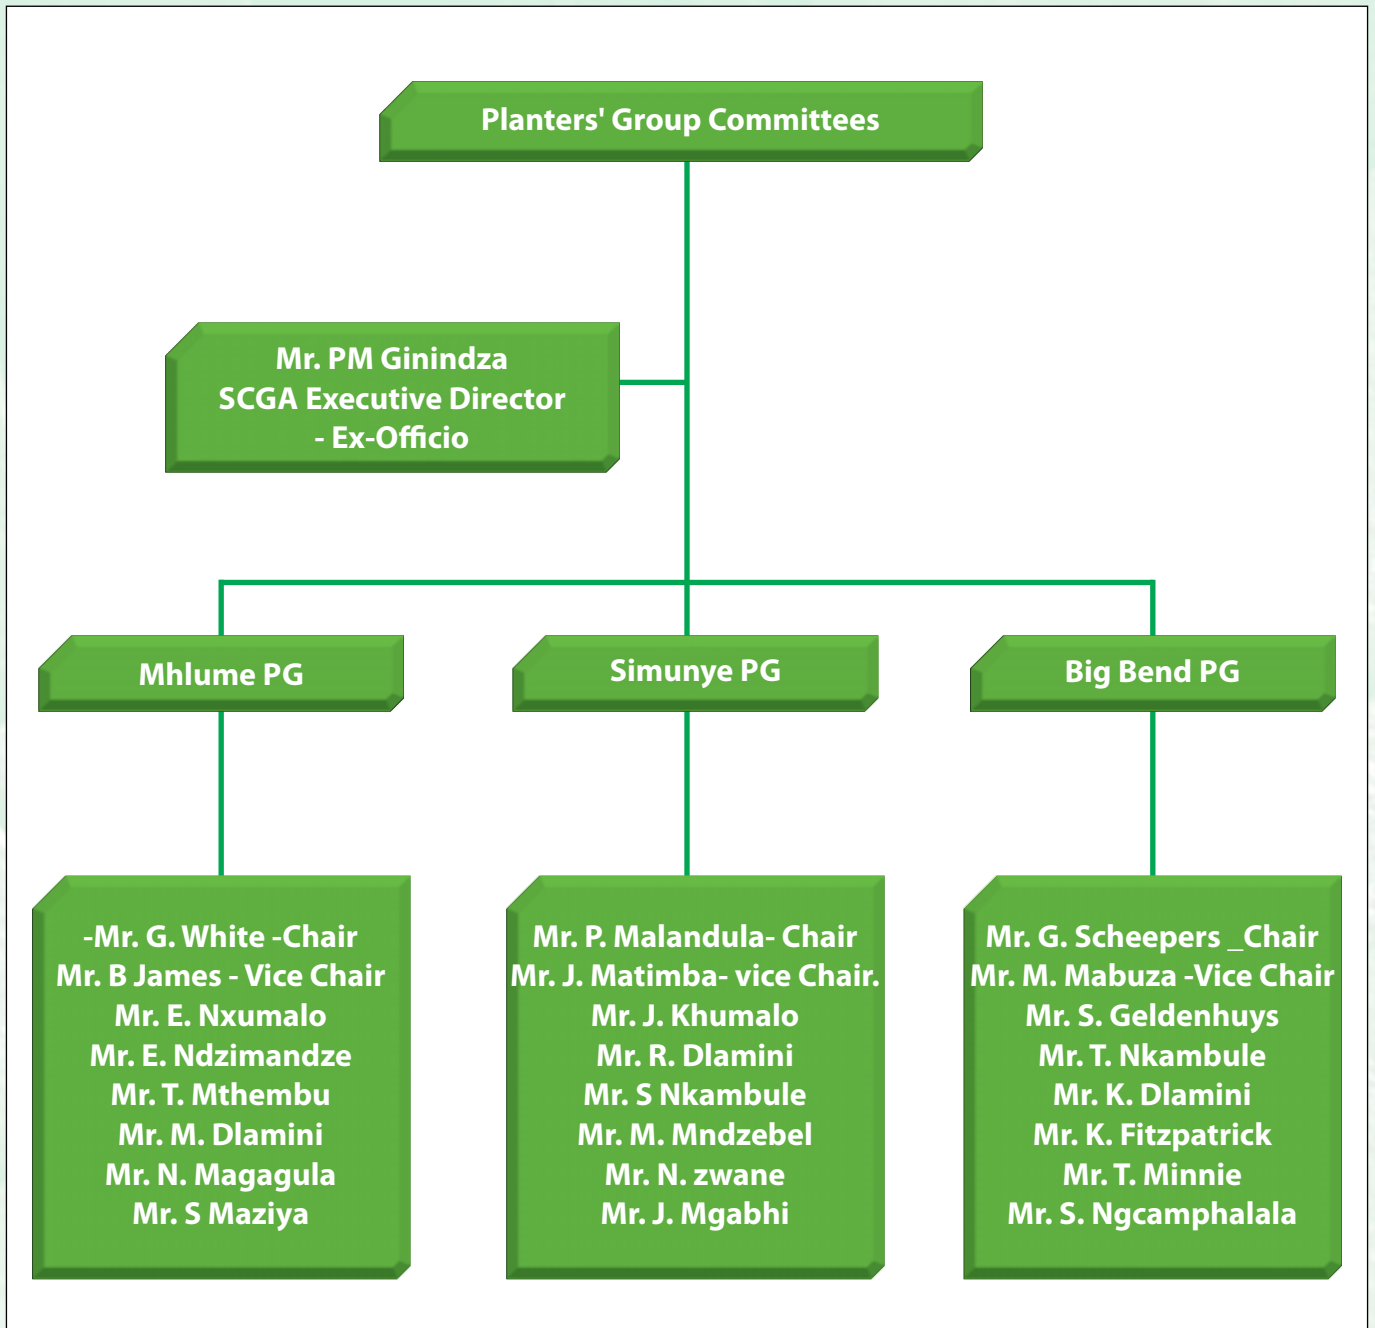 Planters' Group Committees
Mr. PM Ginindza
SCGA Executive Director
- Ex-Officio
Mhlume PG
Simunye PG
Big Bend PG
-Mr. G. White -Chair
Mr. B James - Vice Chair
Mr. E. Nxumalo
Mr. E. Ndzimandze
Mr. T. Mthembu
Mr. M. Dlamini
Mr. N. Magagula
Mr. S Maziya
Mr. P. Malandula- Chair
Mr. J. Matimba- vice Chair.
Mr. J. Khumalo
Mr. R. Dlamini
Mr. S Nkambule
Mr. M. Mndzebel
Mr. N. zwane
Mr. J. Mgabhi
Mr. G. Scheepers _Chair
Mr. M. Mabuza -Vice Chair
Mr. S. Geldenhuys
Mr. T. Nkambule
Mr. K. Dlamini
Mr. K. Fitzpatrick
Mr. T. Minnie
Mr. S. Ngcamphalala